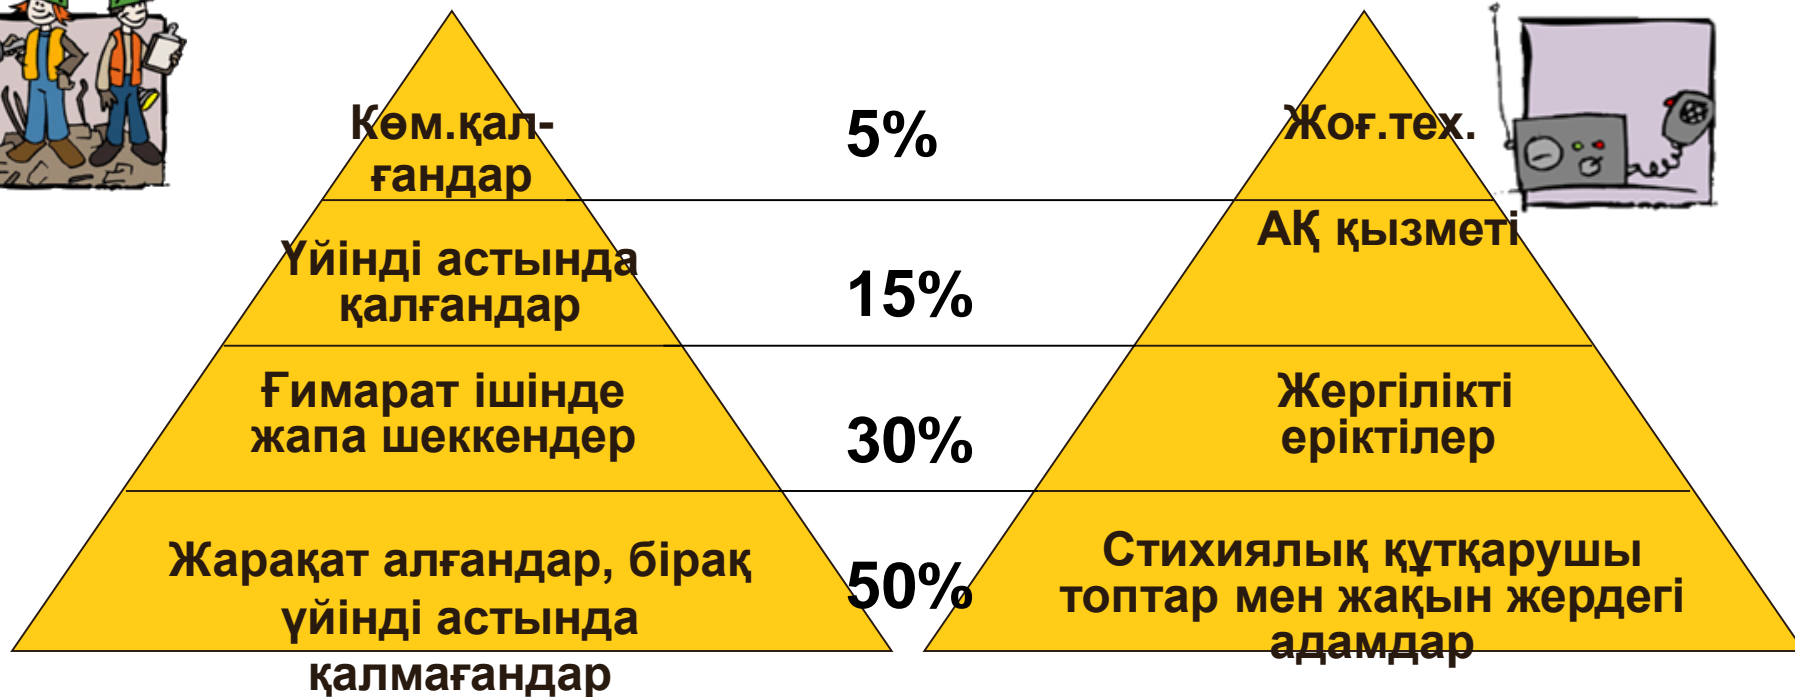 Көм.қал-
ғандар
5%
Жоғ.тех.
Үйінді астында
қалғандар
15%
АҚ қызметі
Ғимарат ішінде
жапа шеккендер
30%
Жергілікті
еріктілер
Жарақат алғандар, бірақ
үйінді астында
қалмағандар
50%
Стихиялық құтқарушы
топтар мен жақын жердегі
адамдар